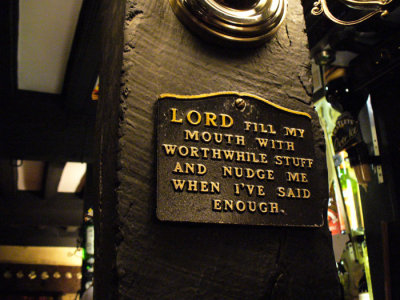 LORD FILL MY
MOUTH WITH
WORTHWHILE STUFF
AND NUDGE ME
WHEN I'VE SAID
ENOUGH.